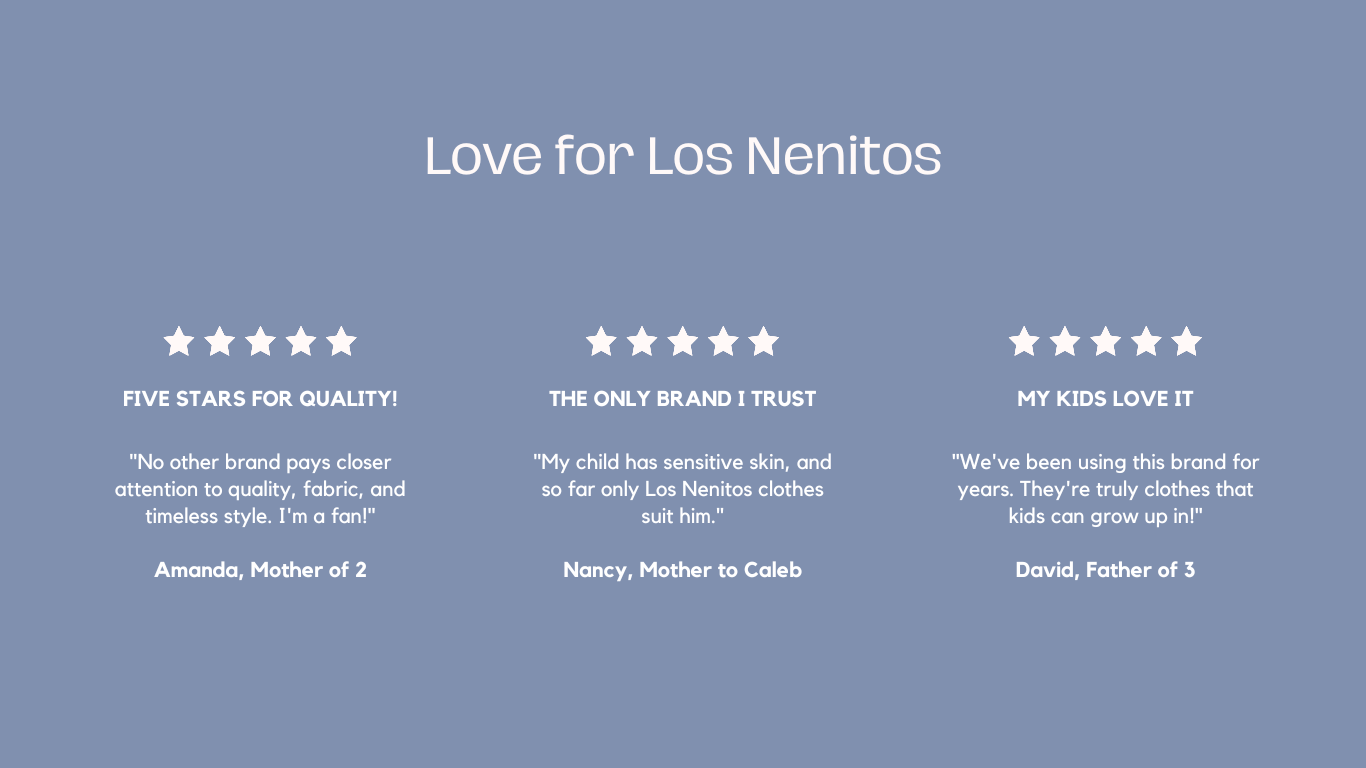 Love for Los Nenitos
FIVE STARS FOR QUALITY!
"No other brand pays closer
attention to quality, fabric, and
timeless style. I'm a fan!"
Amanda, Mother of 2
THE ONLY BRAND I TRUST
"My child has sensitive skin, and
so far only Los Nenitos clothes
suit him."
Nancy, Mother to Caleb
MY KIDS LOVE IT
"We've been using this brand for
years. They're truly clothes that
kids can grow up in!"
David, Father of 3